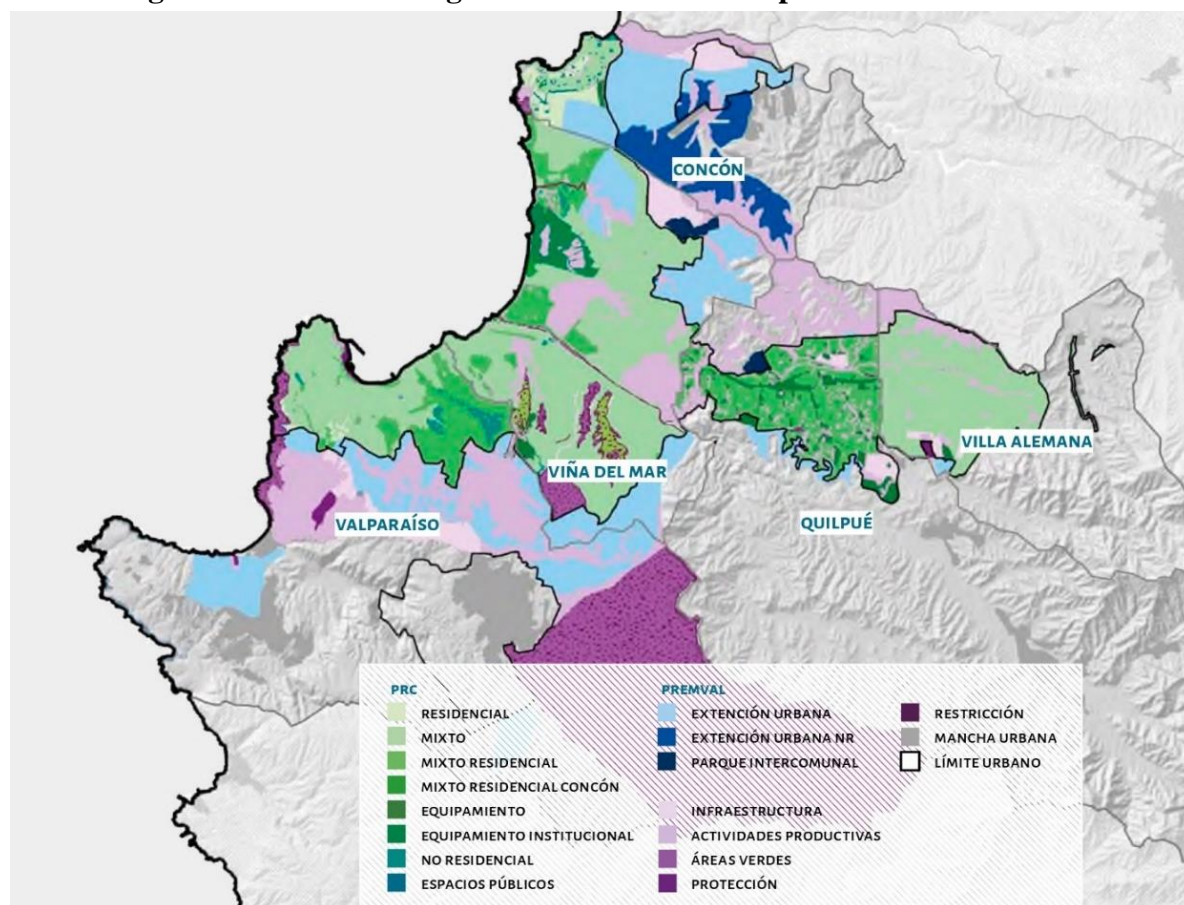 CONCÓN
VILLA ALEMANA
VIÑA DEL MAR
VALPARAÍSO
QUILPUÉ
PRC
RESIDENCIAL
MIXTO
MIXTO RESIDENCIAL
MIXTO RESIDENCIAL CONCÓN
EQUIPAMIENTO
EQUIPAMIENTO INSTITUCIONAL
NO RESIDENCIAL
ESPACIOS PÚBLICOS
PREMVAL
EXTENCIÓN URBANA
EXTENCIÓN URBANA NR
PARQUE INTERCOMUNAL
INFRAESTRUCTURA
ACTIVIDADES PRODUCTIVAS
ÁREAS VERDES
PROTECCIÓN
RESTRICCIÓN
MANCHA URBANA
LÍMITE URBANO